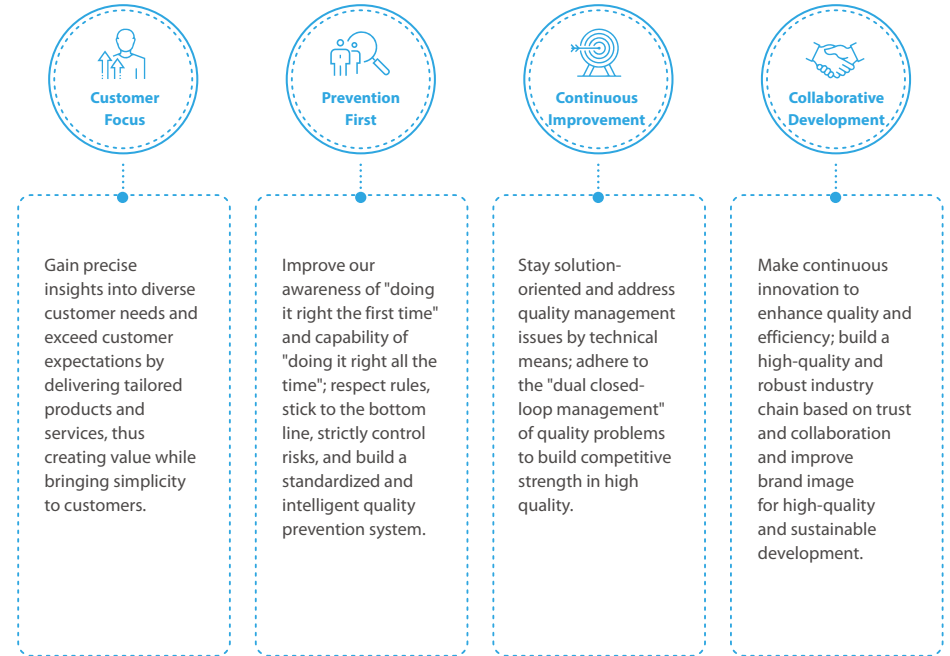 Customer
Focus
Gain precise
insights into diverse
customer needs and
exceed customer
expectations by
delivering tailored
products and
services, thus
creating value while
bringing simplicity
to customers.
Prevention
First
Improve our
awareness of "doing
it right the first time"
and capability of
"doing it right all the
time"; respect rules,
stick to the bottom
line, strictly control
risks, and build a
standardized and
intelligent quality
prevention system.
Continuous
Improvement
Stay solution-
oriented and address
quality management
issues by technical
means; adhere to
the "dual closed-
loop management"
of quality problems
to build competitive
strength in high
quality.
Collaborative
Development
Make continuous
innovation to
enhance quality and
efficiency; build a
high-quality and
robust industry
chain based on trust
and collaboration
and improve
brand image
for high-quality
and sustainable
development.